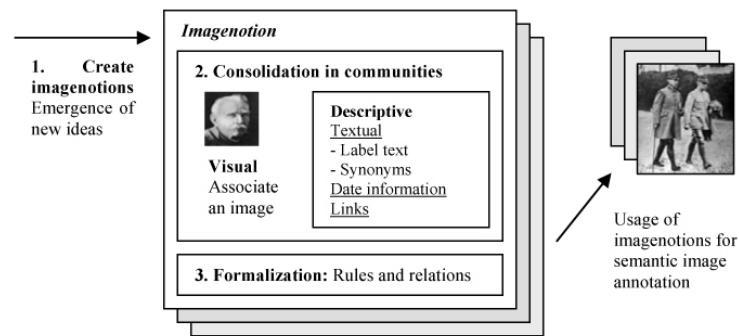 1. Create
imagenotions
Emergence of
new ideas
Imagenotion
2. Consolidation in communities
Visual
Associate
an image
Descriptive
Textual
- Label text
- Synonyms
Date information
Links
3. Formalization: Rules and relations
Usage of
imagenotions for
semantic image
annotation